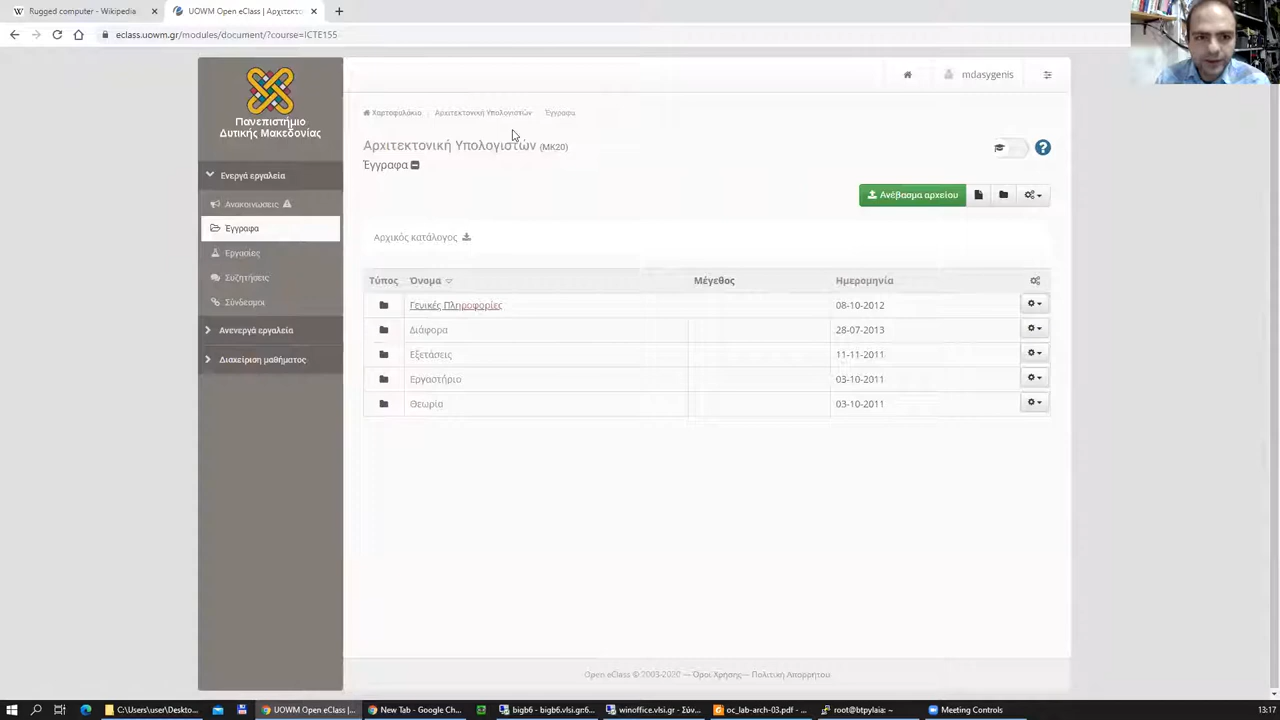 Rugged computer - Wikipedia
UOWM Open eClass | Αρχιτεκτο
eclass.uowm.gr/modules/document/?course=ICTE155
Πανεπιστήμιο
Δυτικής Μακεδονίας
mdasygenis
Χαρτοφυλάκιο Αρχιτεκτονική Υπολογιστών Έγγραφα
Αρχιτεκτονική Υπολογιστών (MK20)
Έγγραφα
Ενεργά εργαλεία
Ανακοινώσεις
Έγγραφα
Εργασίες
Συζητήσεις
Σύνδεσμοι
Ανενεργά εργαλεία
Διαχείριση μαθήματος
Ανέβασμα αρχείου
Αρχικός κατάλογος
Τύπος Όνομα Μέγεθος Ημερομηνία
Γενικές Πληροφορίες 08-10-2012
Διάφορα 28-07-2013
Εξετάσεις 11-11-2011
Εργαστήριο 03-10-2011
Θεωρία 03-10-2011
Open eClass © 2003-2020 — Όροι Χρήσης — Πολιτική Απορρήτου
C:\Users\user\Deskto...
UOWM Open eClass |...
New Tab - Google Ch...
bigb6 - bigb6.vlsi.gr:6...
winoffice.vlsi.gr - Σύν...
oc_lab-arch-03.pdf - ...
root@btpylaia: ~
Meeting Controls
13:17